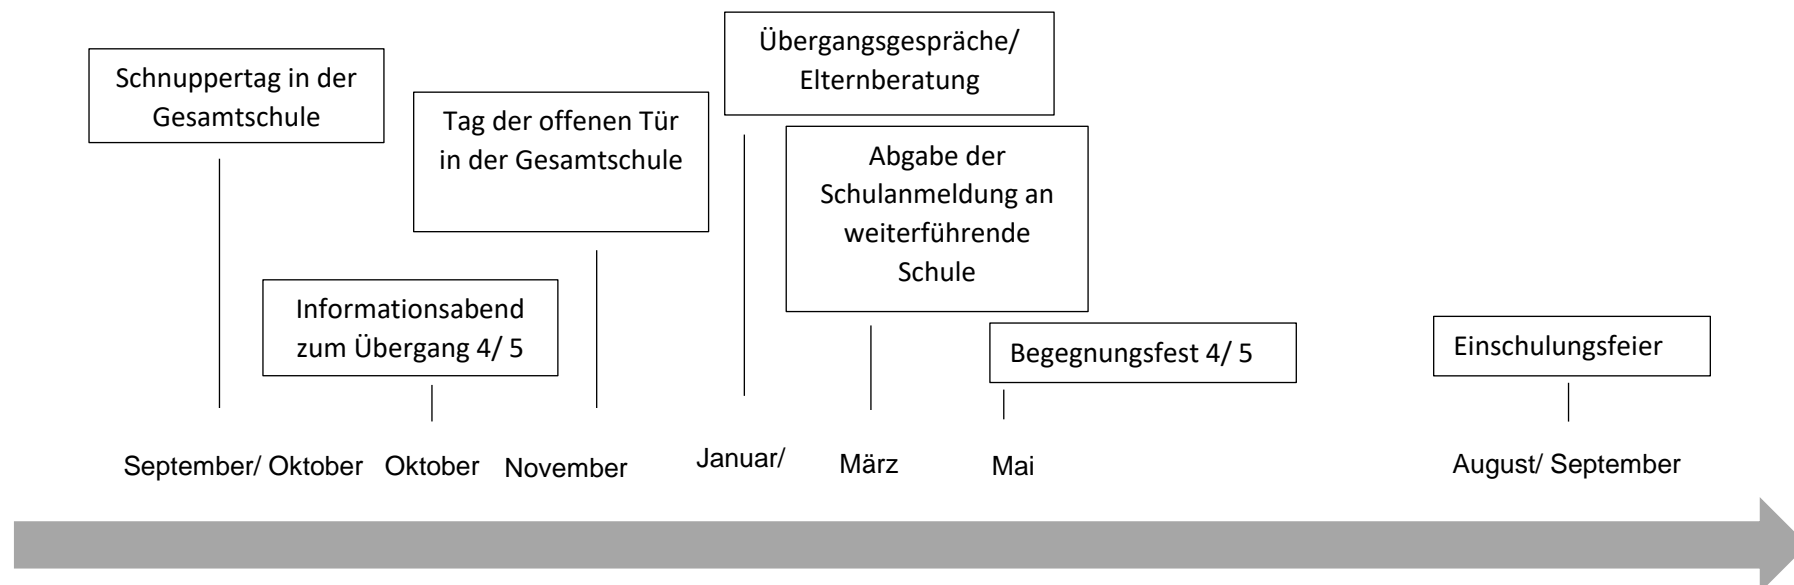 Schnuppertag in der
Gesamtschule
Informationsabend
zum Übergang 4/ 5
Tag der offenen Tür
in der Gesamtschule
Übergangsgespräche/
Elternberatung
Abgabe der
Schulanmeldung an
weiterführende
Schule
Begegnungsfest 4/ 5
Einschulungsfeier
September/ Oktober
Oktober
November
Januar/
März
Mai
August/ September